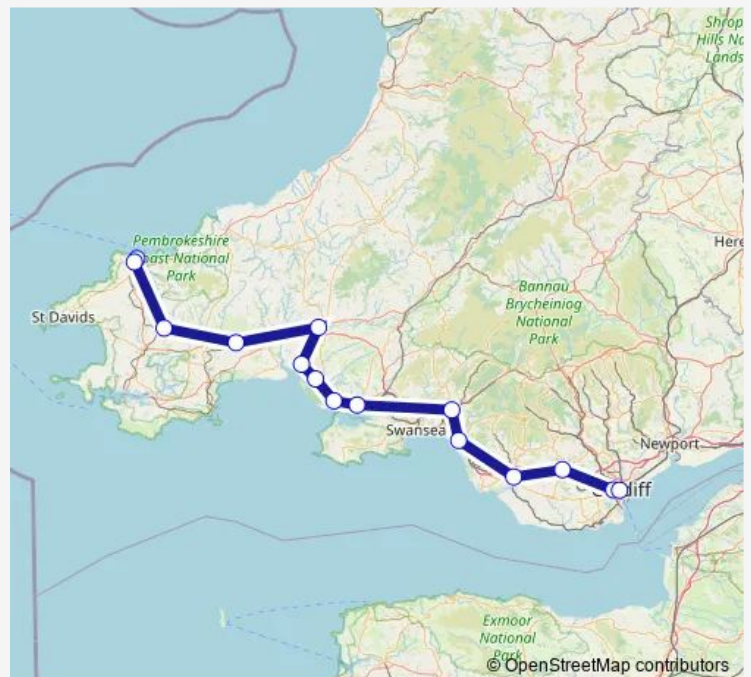 Shrop
Hills Na
Lands
Pembrokeshire
Coast National
Park
Here
St Davids
Bannau
Brycheiniog
National
Park
Swansea
Newport
Cardiff
Exmoor
National
Park
© OpenStreetMap contributors